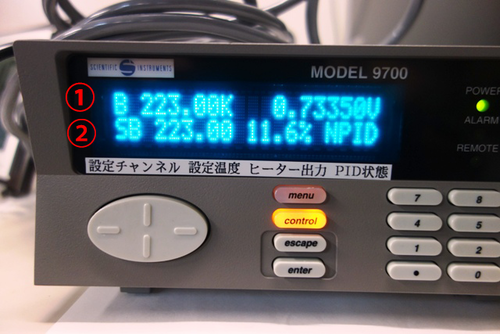 SCIENTIFIC INSTRUMENTS
MODEL 9700
POWER
① B 223.00K 0.73350V
ALARM
② SB 223.00 11.6% NPID
REMOTE
設定チャンネル 設定温度 ヒーター出力 PID状態
menu
7 8
control
4 5
escape
1 2
enter
• 0